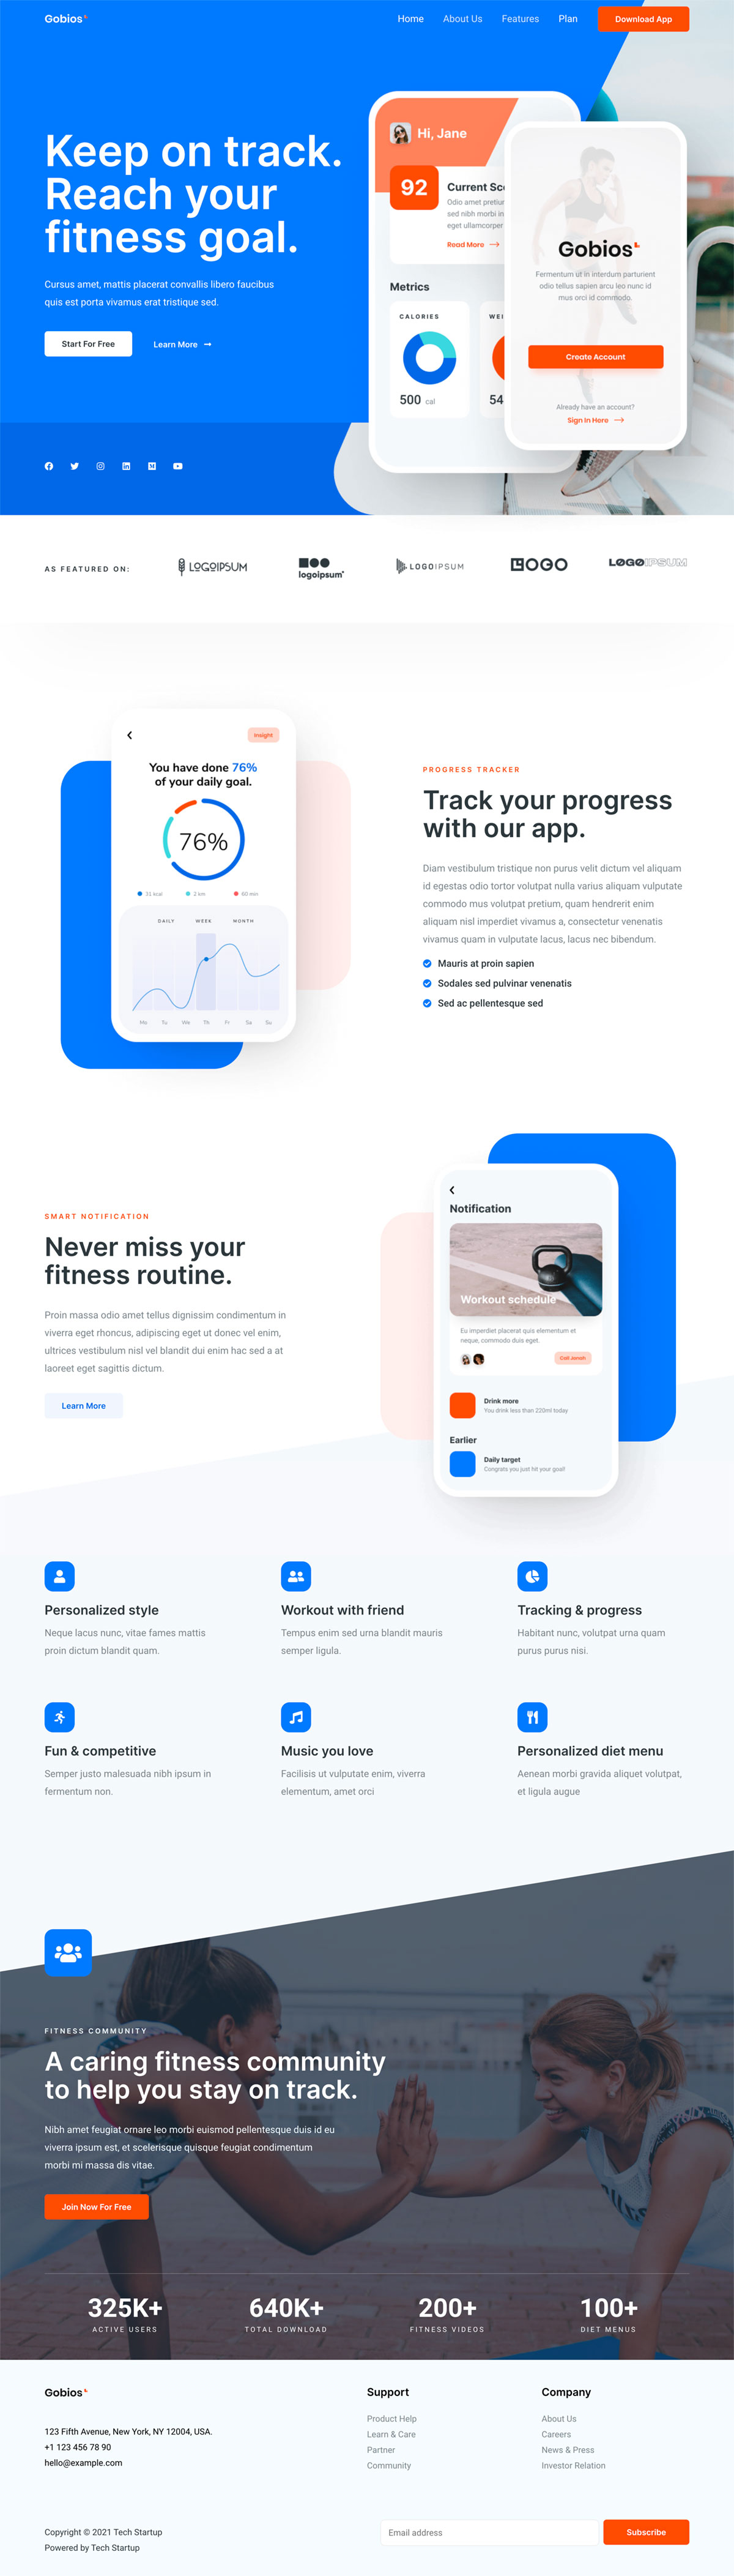 Gobios
Home
About Us
Features
Plan
Download App
Keep on track.
Reach your
fitness goal.
Cursus amet, mattis placerat convallis libero faucibus
quis est porta vivamus erat tristique sed.
Start For Free
Learn More
Hi, Jane
92
Current Sc
Odio amet pretiur
sed nibh morbi in
eget ullamcorper
Read More
Metrics
CALORIES
500 cal
WEI
54
Gobios
Fermentum ut in interdum parturient
odio tellus sapien arcu leo nunc id
mus orci id commodo.
Create Account
Already have an account?
Sign In Here
AS FEATURED ON:
LOGOIPSUM
logoipsum
LOGOIPSUM
LOGO
LOGOIPSUM
Insight
You have done 76%
of your daily goal.
76%
31 kcal
2 km
60 min
DAILY
WEEK
MONTH
Mo
Tu
We
Th
Fr
Sa
Su
PROGRESS TRACKER
Track your progress
with our app.
Diam vestibulum tristique non purus velit dictum vel aliquam
id egestas odio tortor volutpat nulla varius aliquam vulputate
commodo mus volutpat pretium, quam hendrerit enim
aliquam nisl imperdiet vivamus a, consectetur venenatis
vivamus quam in vulputate lacus, lacus nec bibendum.
Mauris at proin sapien
Sodales sed pulvinar venenatis
Sed ac pellentesque sed
SMART NOTIFICATION
Never miss your
fitness routine.
Proin massa odio amet tellus dignissim condimentum in
viverra eget rhoncus, adipiscing eget ut donec vel enim,
ultrices vestibulum nisl vel blandit dui enim hac sed a at
laoreet eget sagittis dictum.
Learn More
Notification
Workout schedule
Eu imperdiet placerat quis elementum et
neque, commodo duis eget.
Call Jonah
Drink more
You drink less than 220ml today
Earlier
Daily target
Congrats you just hit your goal!
Personalized style
Neque lacus nunc, vitae fames mattis
proin dictum blandit quam.
Workout with friend
Tempus enim sed urna blandit mauris
semper ligula.
Tracking & progress
Habitant nunc, volutpat urna quam
purus purus nisi.
Fun & competitive
Semper justo malesuada nibh ipsum in
fermentum non.
Music you love
Facilisis ut vulputate enim, viverra
elementum, amet orci
Personalized diet menu
Aenean morbi gravida aliquet volutpat,
et ligula augue
FITNESS COMMUNITY
A caring fitness community
to help you stay on track.
Nibh amet feugiat ornare leo morbi euismod pellentesque duis id eu
viverra ipsum est, et scelerisque quisque feugiat condimentum
morbi mi massa dis vitae.
Join Now For Free
325K+
ACTIVE USERS
640K+
TOTAL DOWNLOAD
200+
FITNESS VIDEOS
100+
DIET MENUS
Gobios
123 Fifth Avenue, New York, NY 12004, USA.
+1 123 456 78 90
hello@example.com
Support
Product Help
Learn & Care
Partner
Community
Company
About Us
Careers
News & Press
Investor Relation
Copyright © 2021 Tech Startup
Powered by Tech Startup
Email address
Subscribe